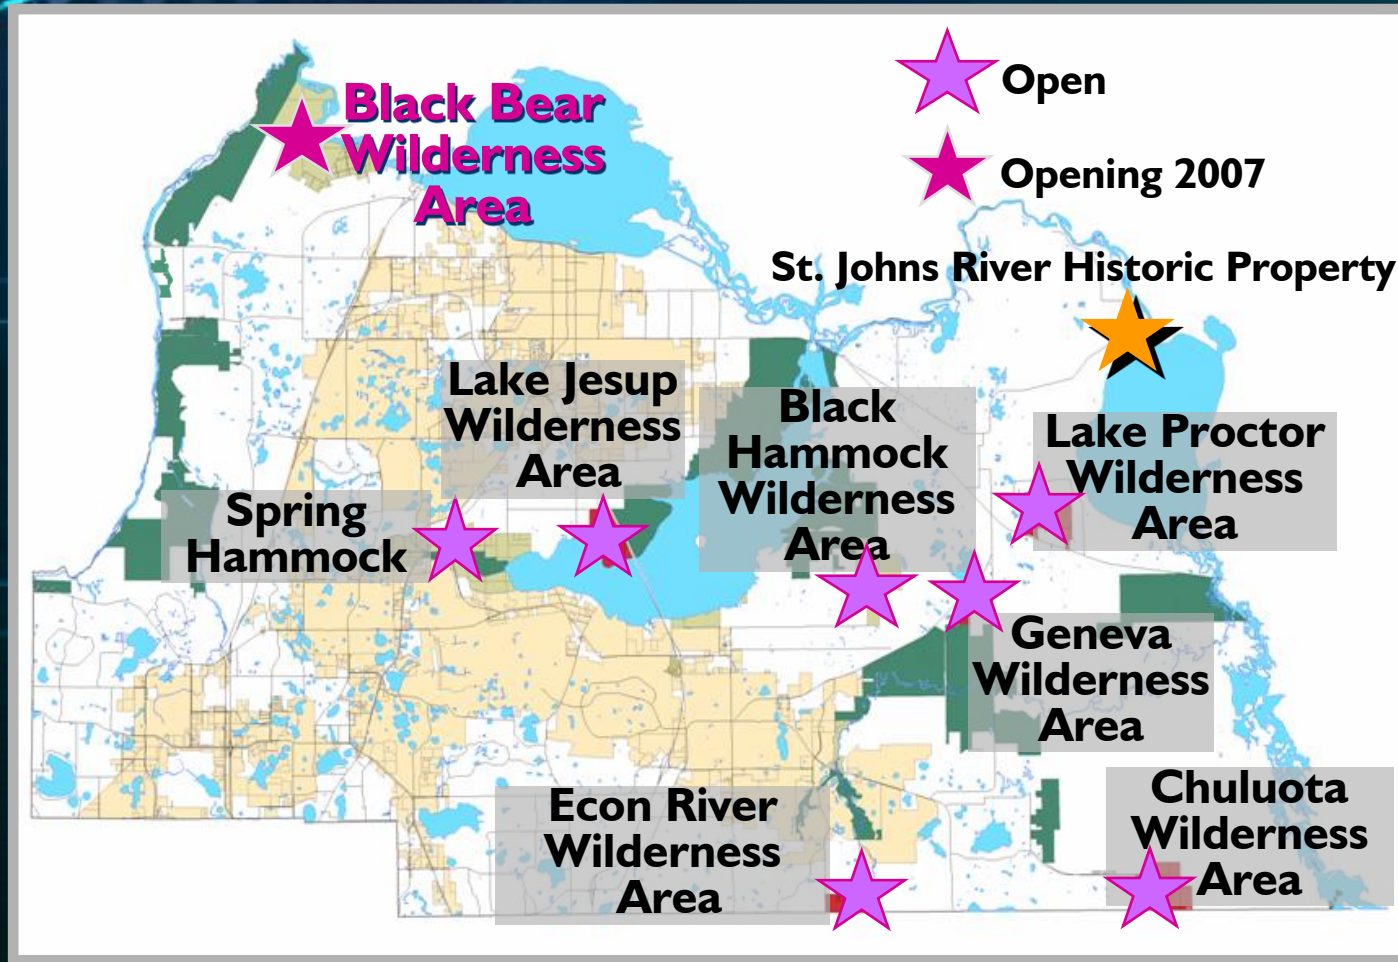 Black Bear
Wilderness
Area
Open
Opening 2007
St. Johns River Historic Property
Lake Jesup
Wilderness
Area
Black
Hammock
Wilderness
Area
Lake Proctor
Wilderness
Area
Spring
Hammock
Geneva
Wilderness
Area
Econ River
Wilderness
Area
Chuluota
Wilderness
Area